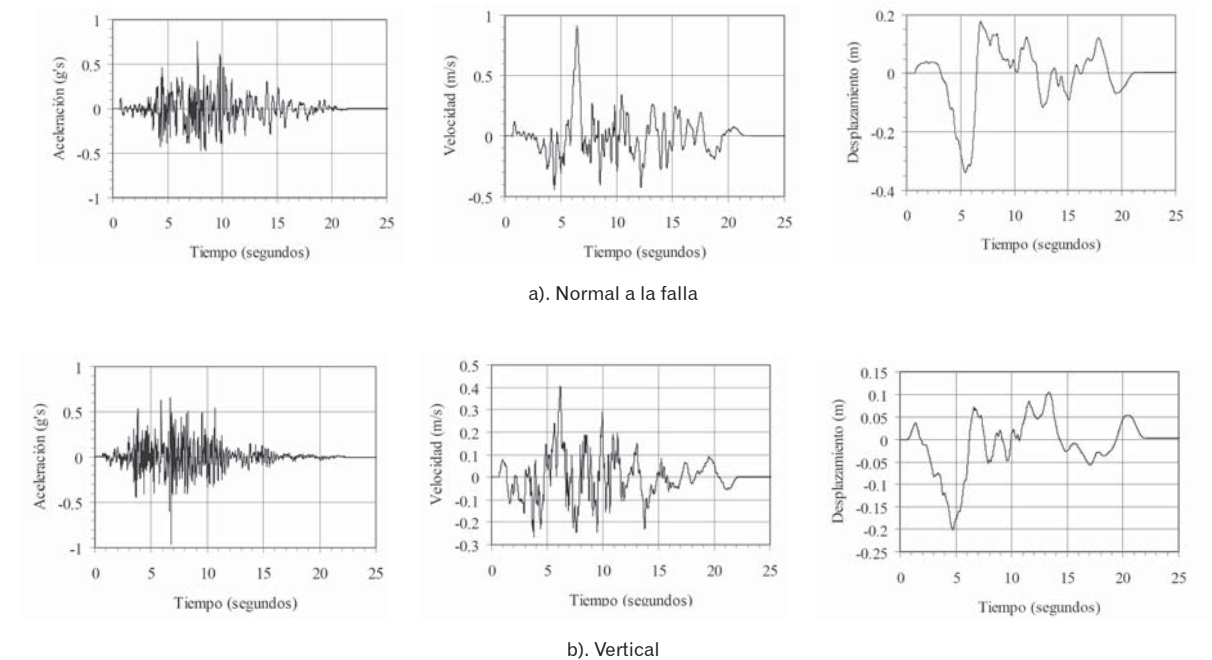 Aceleración (g's)
1
0.5
0
-0.5
-1
0 5 10 15 20 25
Tiempo (segundos)
Velocidad (m/s)
1
0.5
0
-0.5
0 5 10 15 20 25
Tiempo (segundos)
Desplazamiento (m)
0.2
0
-0.2
-0.4
0 5 10 15 20 25
Tiempo (segundos)
a). Normal a la falla
Aceleración (g's)
1
0.5
0
-0.5
-1
0 5 10 15 20 25
Tiempo (segundos)
Velocidad (m/s)
0.5
0.4
0.3
0.2
0.1
0
-0.1
-0.2
-0.3
0 5 10 15 20 25
Tiempo (segundos)
Desplazamiento (m)
0.15
0.1
0.05
0
-0.05
-0.1
-0.15
-0.2
-0.25
0 5 10 15 20 25
Tiempo (segundos)
b). Vertical